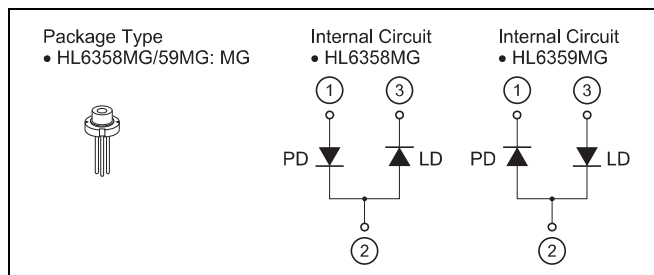 Package Type
• HL6358MG/59MG: MG
Internal Circuit
• HL6358MG
1
3
PD
LD
2
Internal Circuit
• HL6359MG
1
3
PD
LD
2